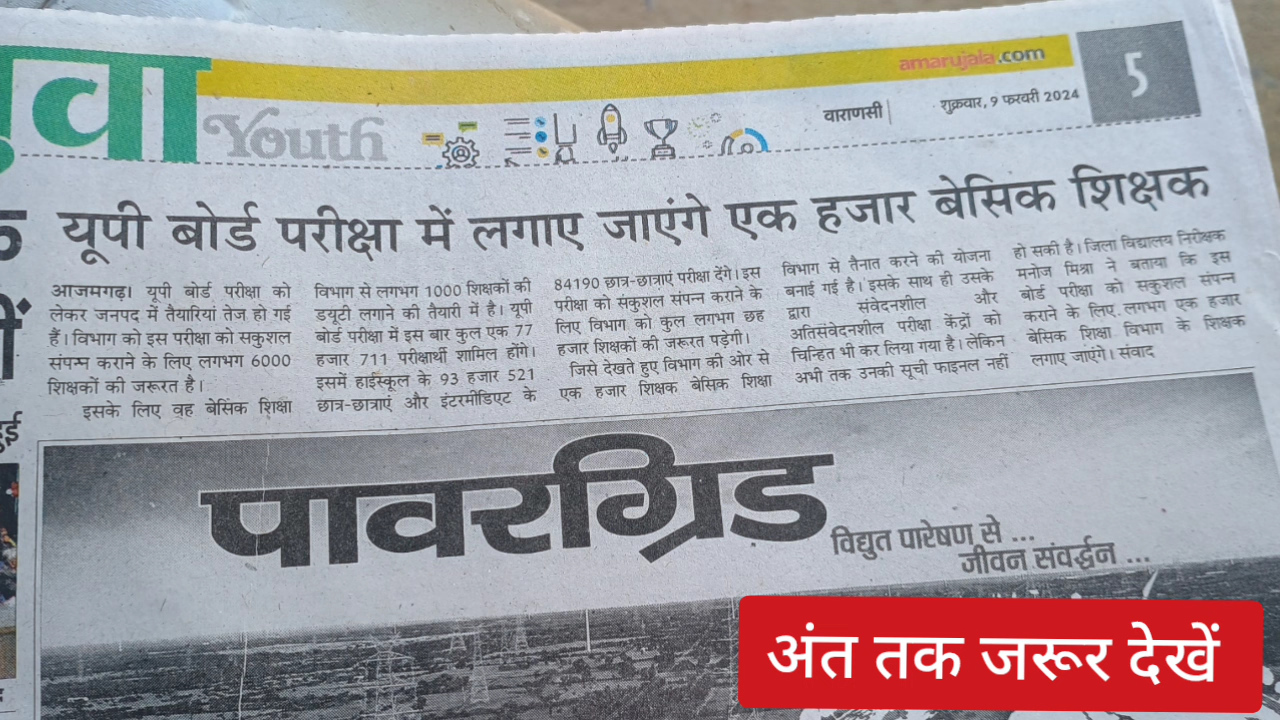 युवा
Youth
amarujala.com
वाराणसी
शुक्रवार, 9 फरवरी 2024
5
यूपी बोर्ड परीक्षा में लगाए जाएंगे एक हजार बेसिक शिक्षक
आजमगढ़। यूपी बोर्ड परीक्षा को
लेकर जनपद में तैयारियां तेज हो गई
हैं। विभाग को इस परीक्षा को सकुशल
संपन्न कराने के लिए लगभग 6000
शिक्षकों की जरूरत है।
इसके लिए वह बेसिक शिक्षा
विभाग से लगभग 1000 शिक्षकों की
डयूटी लगाने की तैयारी में है। यूपी
बोर्ड परीक्षा में इस बार कुल एक 77
हजार 711 परीक्षार्थी शामिल होंगे।
इसमें हाईस्कूल के 93 हजार 521
छात्र-छात्राएं और इंटरमीडिएट के
84190 छात्र-छात्राएं परीक्षा देंगे। इस
परीक्षा को संकुशल संपन्न कराने के
लिए विभाग को कुल लगभग छह
हजार शिक्षकों की जरूरत पड़ेगी।
जिसे देखते हुए विभाग की ओर से
एक हजार शिक्षक बेसिक शिक्षा
विभाग से तैनात करने की योजना
बनाई गई है। इसके साथ ही उसके
द्वारा संवेदनशील और
अतिसंवेदनशील परीक्षा केंद्रों को
चिन्हित भी कर लिया गया है। लेकिन
अभी तक उनकी सूची फाइनल नहीं
हो सकी है। जिला विद्यालय निरीक्षक
मनोज मिश्रा ने बताया कि इस
बोर्ड परीक्षा को सकुशल संपन्न
कराने के लिए लगभग एक हजार
बेसिक शिक्षा विभाग के शिक्षक
लगाए जाएंगे। संवाद
पावरग्रिड
विद्युत पारेषण से ...
जीवन संवर्द्धन ...
अंत तक जरूर देखें